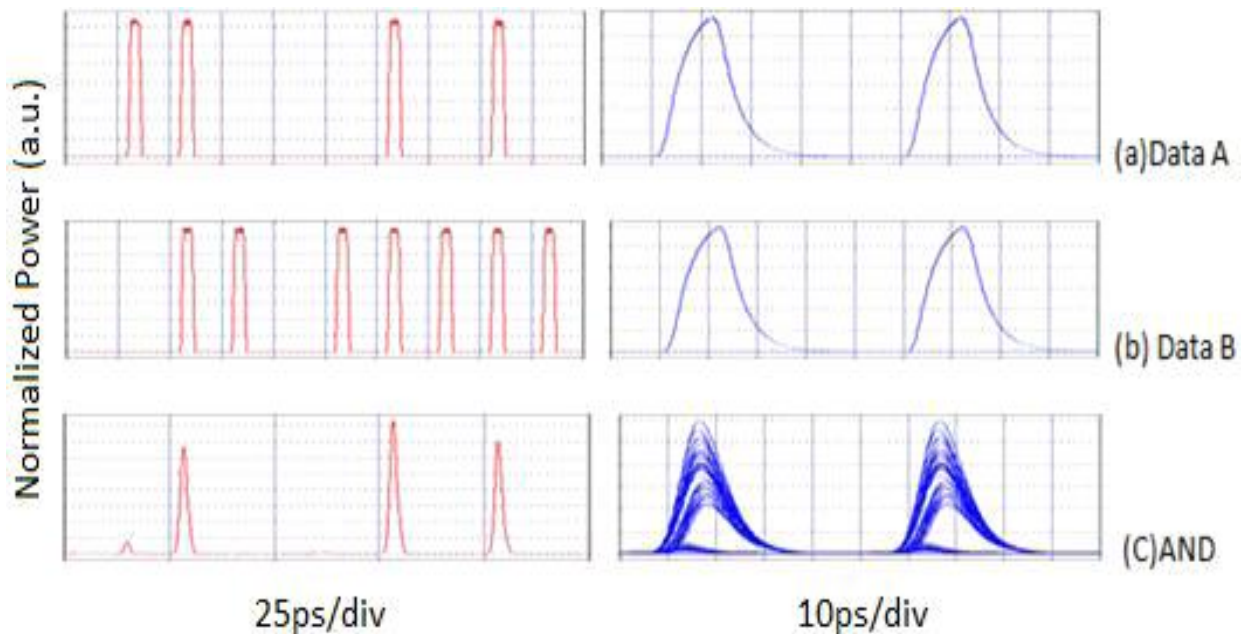 Normalized Power (a.u.)
(a)Data A
(b) Data B
(C)AND
25ps/div
10ps/div